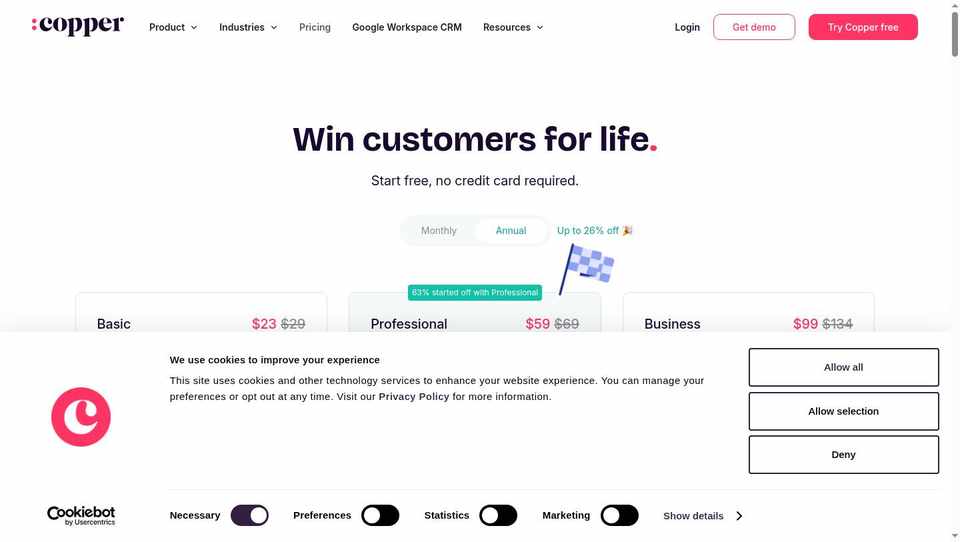 copper
Product
Industries
Pricing
Google Workspace CRM
Resources
Login
Get demo
Try Copper free
Win customers for life.
Start free, no credit card required.
Monthly
Annual
Up to 26% off 🎉
63% started off with Professional
Basic
$23 $29
Professional
$59 $69
Business
$99 $134
We use cookies to improve your experience
This site uses cookies and other technology services to enhance your website experience. You can manage your
preferences or opt out at any time. Visit our Privacy Policy for more information.
Allow all
Allow selection
Deny
Cookiebot
by Usercentrics
Necessary
Preferences
Statistics
Marketing
Show details